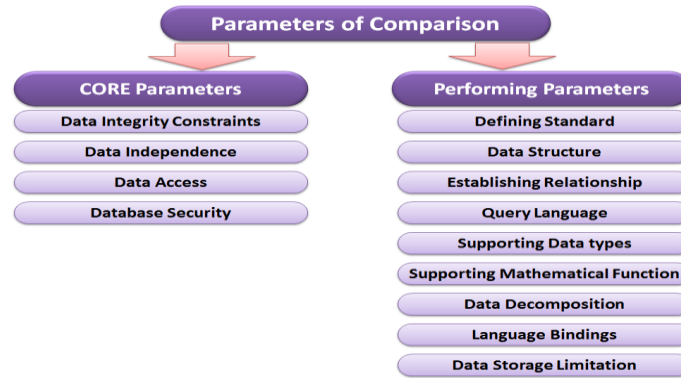 Parameters of Comparison
CORE Parameters
Data Integrity Constraints
Data Independence
Data Access
Database Security
Performing Parameters
Defining Standard
Data Structure
Establishing Relationship
Query Language
Supporting Data types
Supporting Mathematical Function
Data Decomposition
Language Bindings
Data Storage Limitation